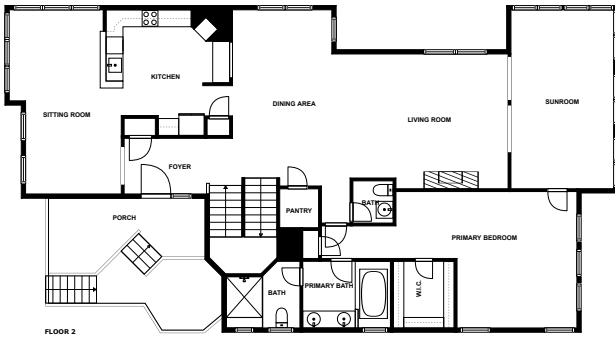 KITCHEN
DINING AREA
SUNROOM
SITTING ROOM
LIVING ROOM
FOYER
BATH
PANTRY
PORCH
PRIMARY BEDROOM
PRIMARY BATH
W.I.C.
BATH
FLOOR 2